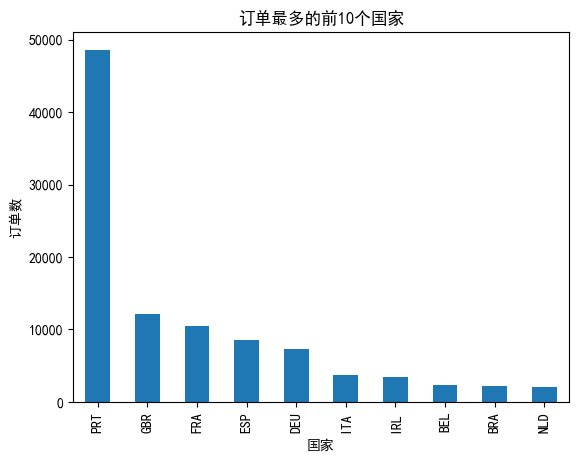 订单最多的前10个国家
订单数
50000
40000
30000
20000
10000
0
PRT
GBR
FRA
ESP
DEU
ITA
IRL
BEL
BRA
NLD
国家